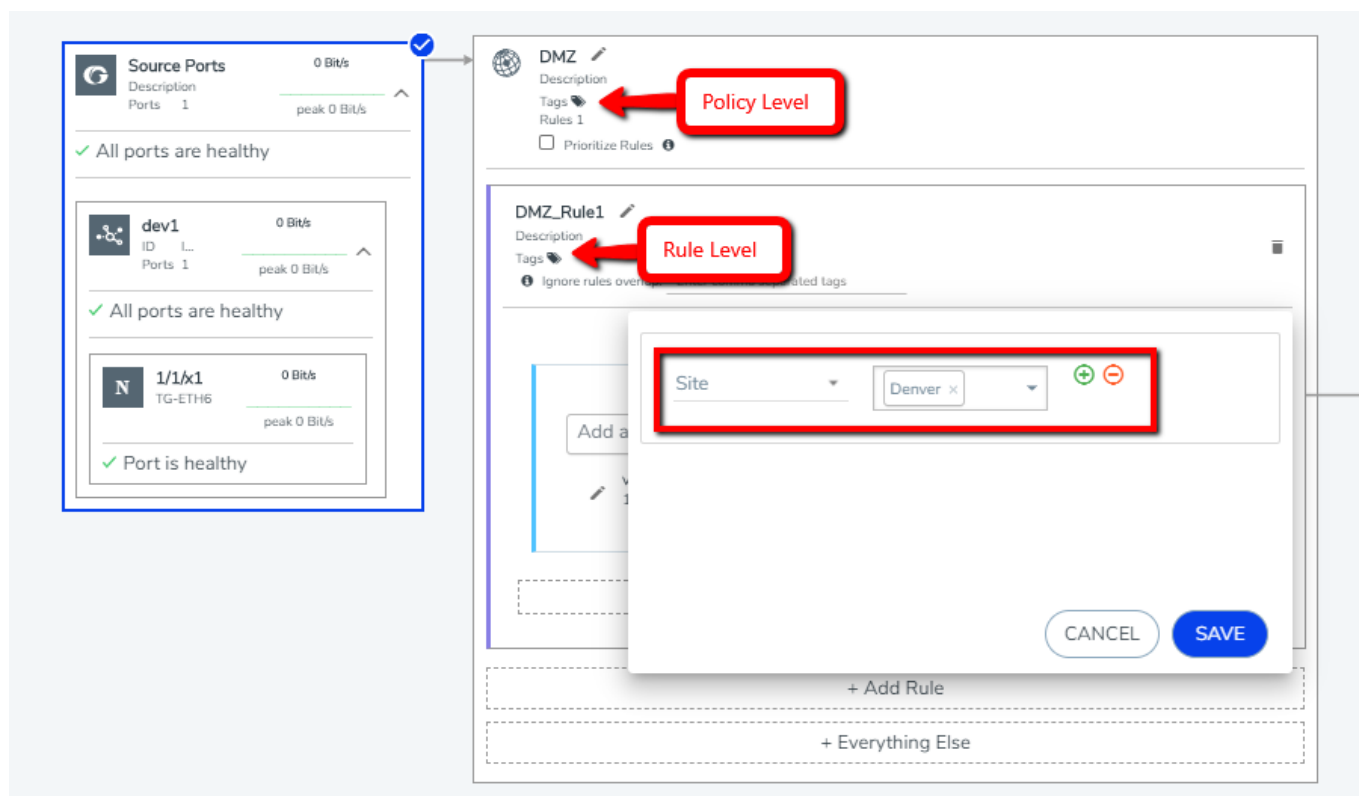 Source Ports
0 Bit/s
Description
Ports 1
peak 0 Bit/s
All ports are healthy
dev1
0 Bit/s
ID I...
Ports 1
peak 0 Bit/s
All ports are healthy
N
1/1/x1
0 Bit/s
TG-ETH6
peak 0 Bit/s
Port is healthy
DMZ
Description
Tags
Policy Level
Rules 1
Prioritize Rules
DMZ_Rule1
Description
Tags
Rule Level
Ignore rules
tags
Site
Denver ×
Add a
CANCEL
SAVE
+ Add Rule
+ Everything Else